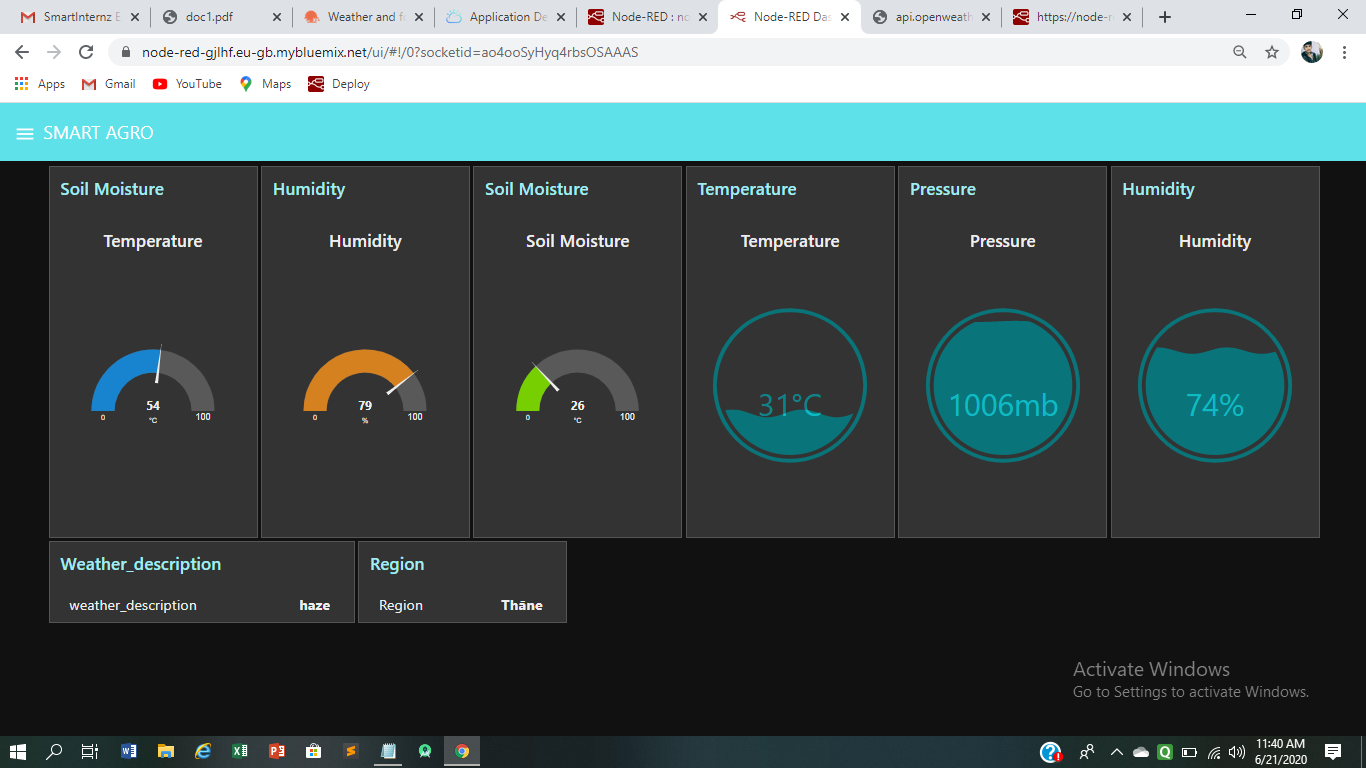 SmartInternz E
doc1.pdf
Weather and fo
Application De
Node-RED : no
Node-RED Das
api.openweath
https://node-r
node-red-gjlhf.eu-gb.mybluemix.net/ui/#!/0?socketid=ao4ooSyHyq4rbsOSAAAS
Apps
Gmail
YouTube
Maps
Deploy
SMART AGRO
Soil Moisture
Temperature
54
0
°C
100
Humidity
Humidity
79
0
%
100
Soil Moisture
Soil Moisture
26
0
°C
100
Temperature
Temperature
31°C
Pressure
Pressure
1006mb
Humidity
Humidity
74%
Weather_description
weather_description haze
Region
Region Thāne
Activate Windows
Go to Settings to activate Windows.
11:40 AM
6/21/2020